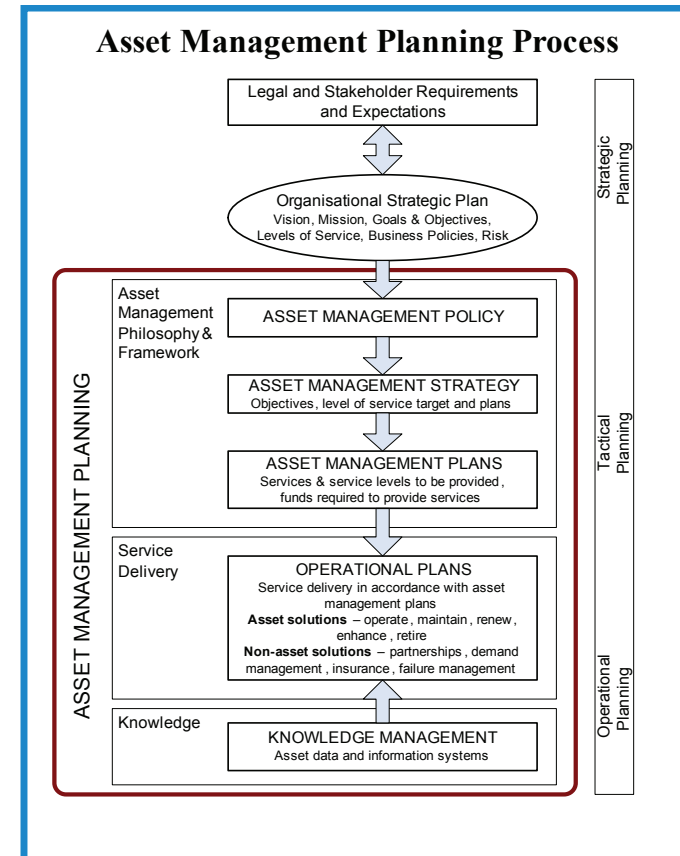 Asset Management Planning Process
Legal and Stakeholder Requirements
and Expectations
Strategic
Planning
Organisational Strategic Plan
Vision, Mission, Goals & Objectives,
Levels of Service, Business Policies, Risk
ASSET MANAGEMENT PLANNING
Asset
Management
Philosophy &
Framework
ASSET MANAGEMENT POLICY
ASSET MANAGEMENT STRATEGY
Objectives, level of service target and plans
Tactical
Planning
ASSET MANAGEMENT PLANS
Services & service levels to be provided,
funds required to provide services
Service
Delivery
OPERATIONAL PLANS
Service delivery in accordance with asset
management plans
Asset solutions – operate, maintain, renew,
enhance, retire
Non-asset solutions – partnerships, demand
management, insurance, failure management
Operational
Planning
Knowledge
KNOWLEDGE MANAGEMENT
Asset data and information systems